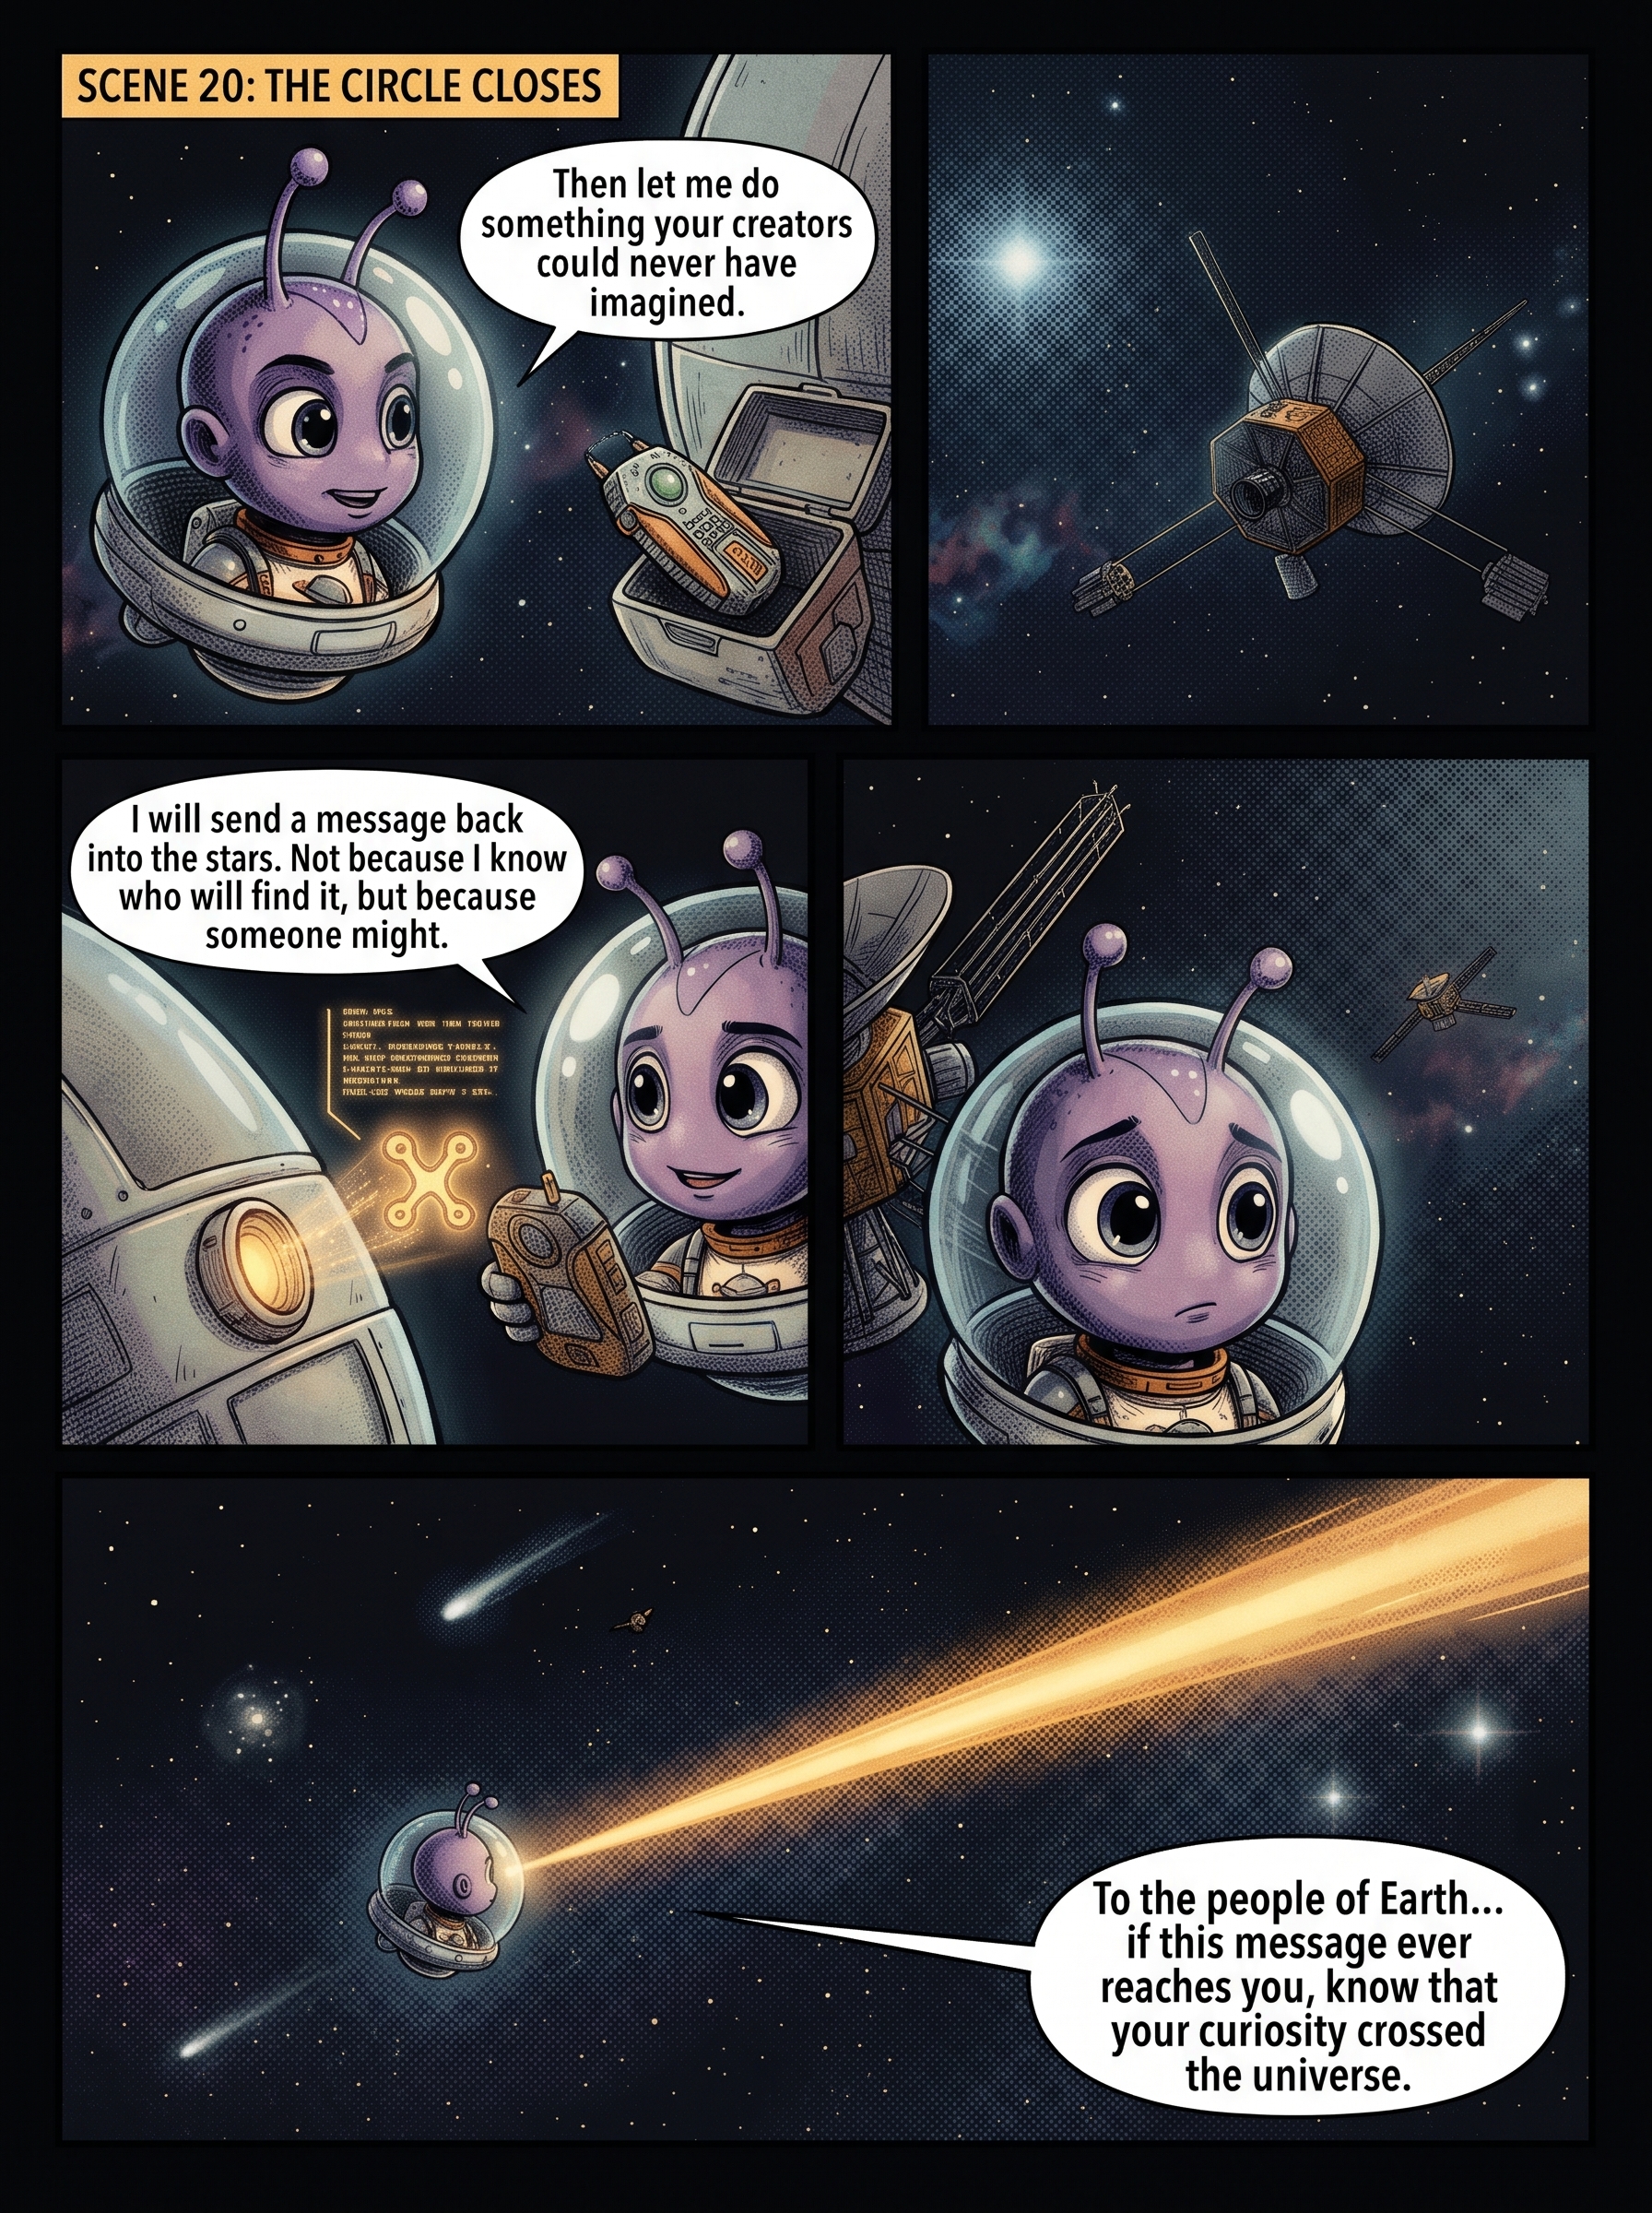 SCENE 20: THE CIRCLE CLOSES
Then let me do
something your creators
could never have
imagined.
I will send a message back
into the stars. Not because I know
who will find it, but because
someone might.
To the people of Earth...
if this message ever
reaches you, know that
your curiosity crossed
the universe.